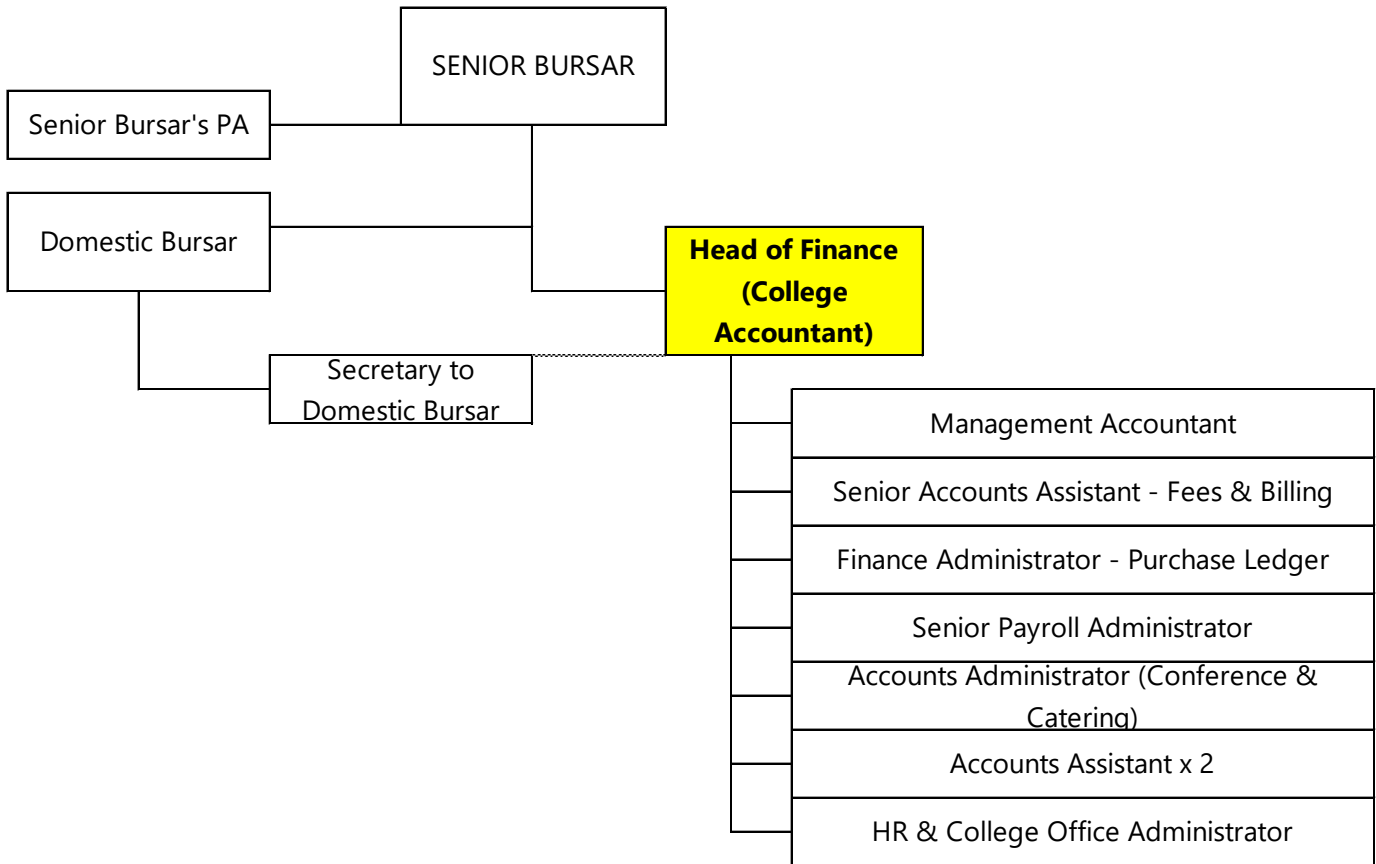 SENIOR BURSAR
Senior Bursar's PA
Domestic Bursar
Head of Finance
(College
Accountant)
Secretary to
Domestic Bursar
Management Accountant
Senior Accounts Assistant - Fees & Billing
Finance Administrator - Purchase Ledger
Senior Payroll Administrator
Accounts Administrator (Conference &
Catering)
Accounts Assistant x 2
HR & College Office Administrator